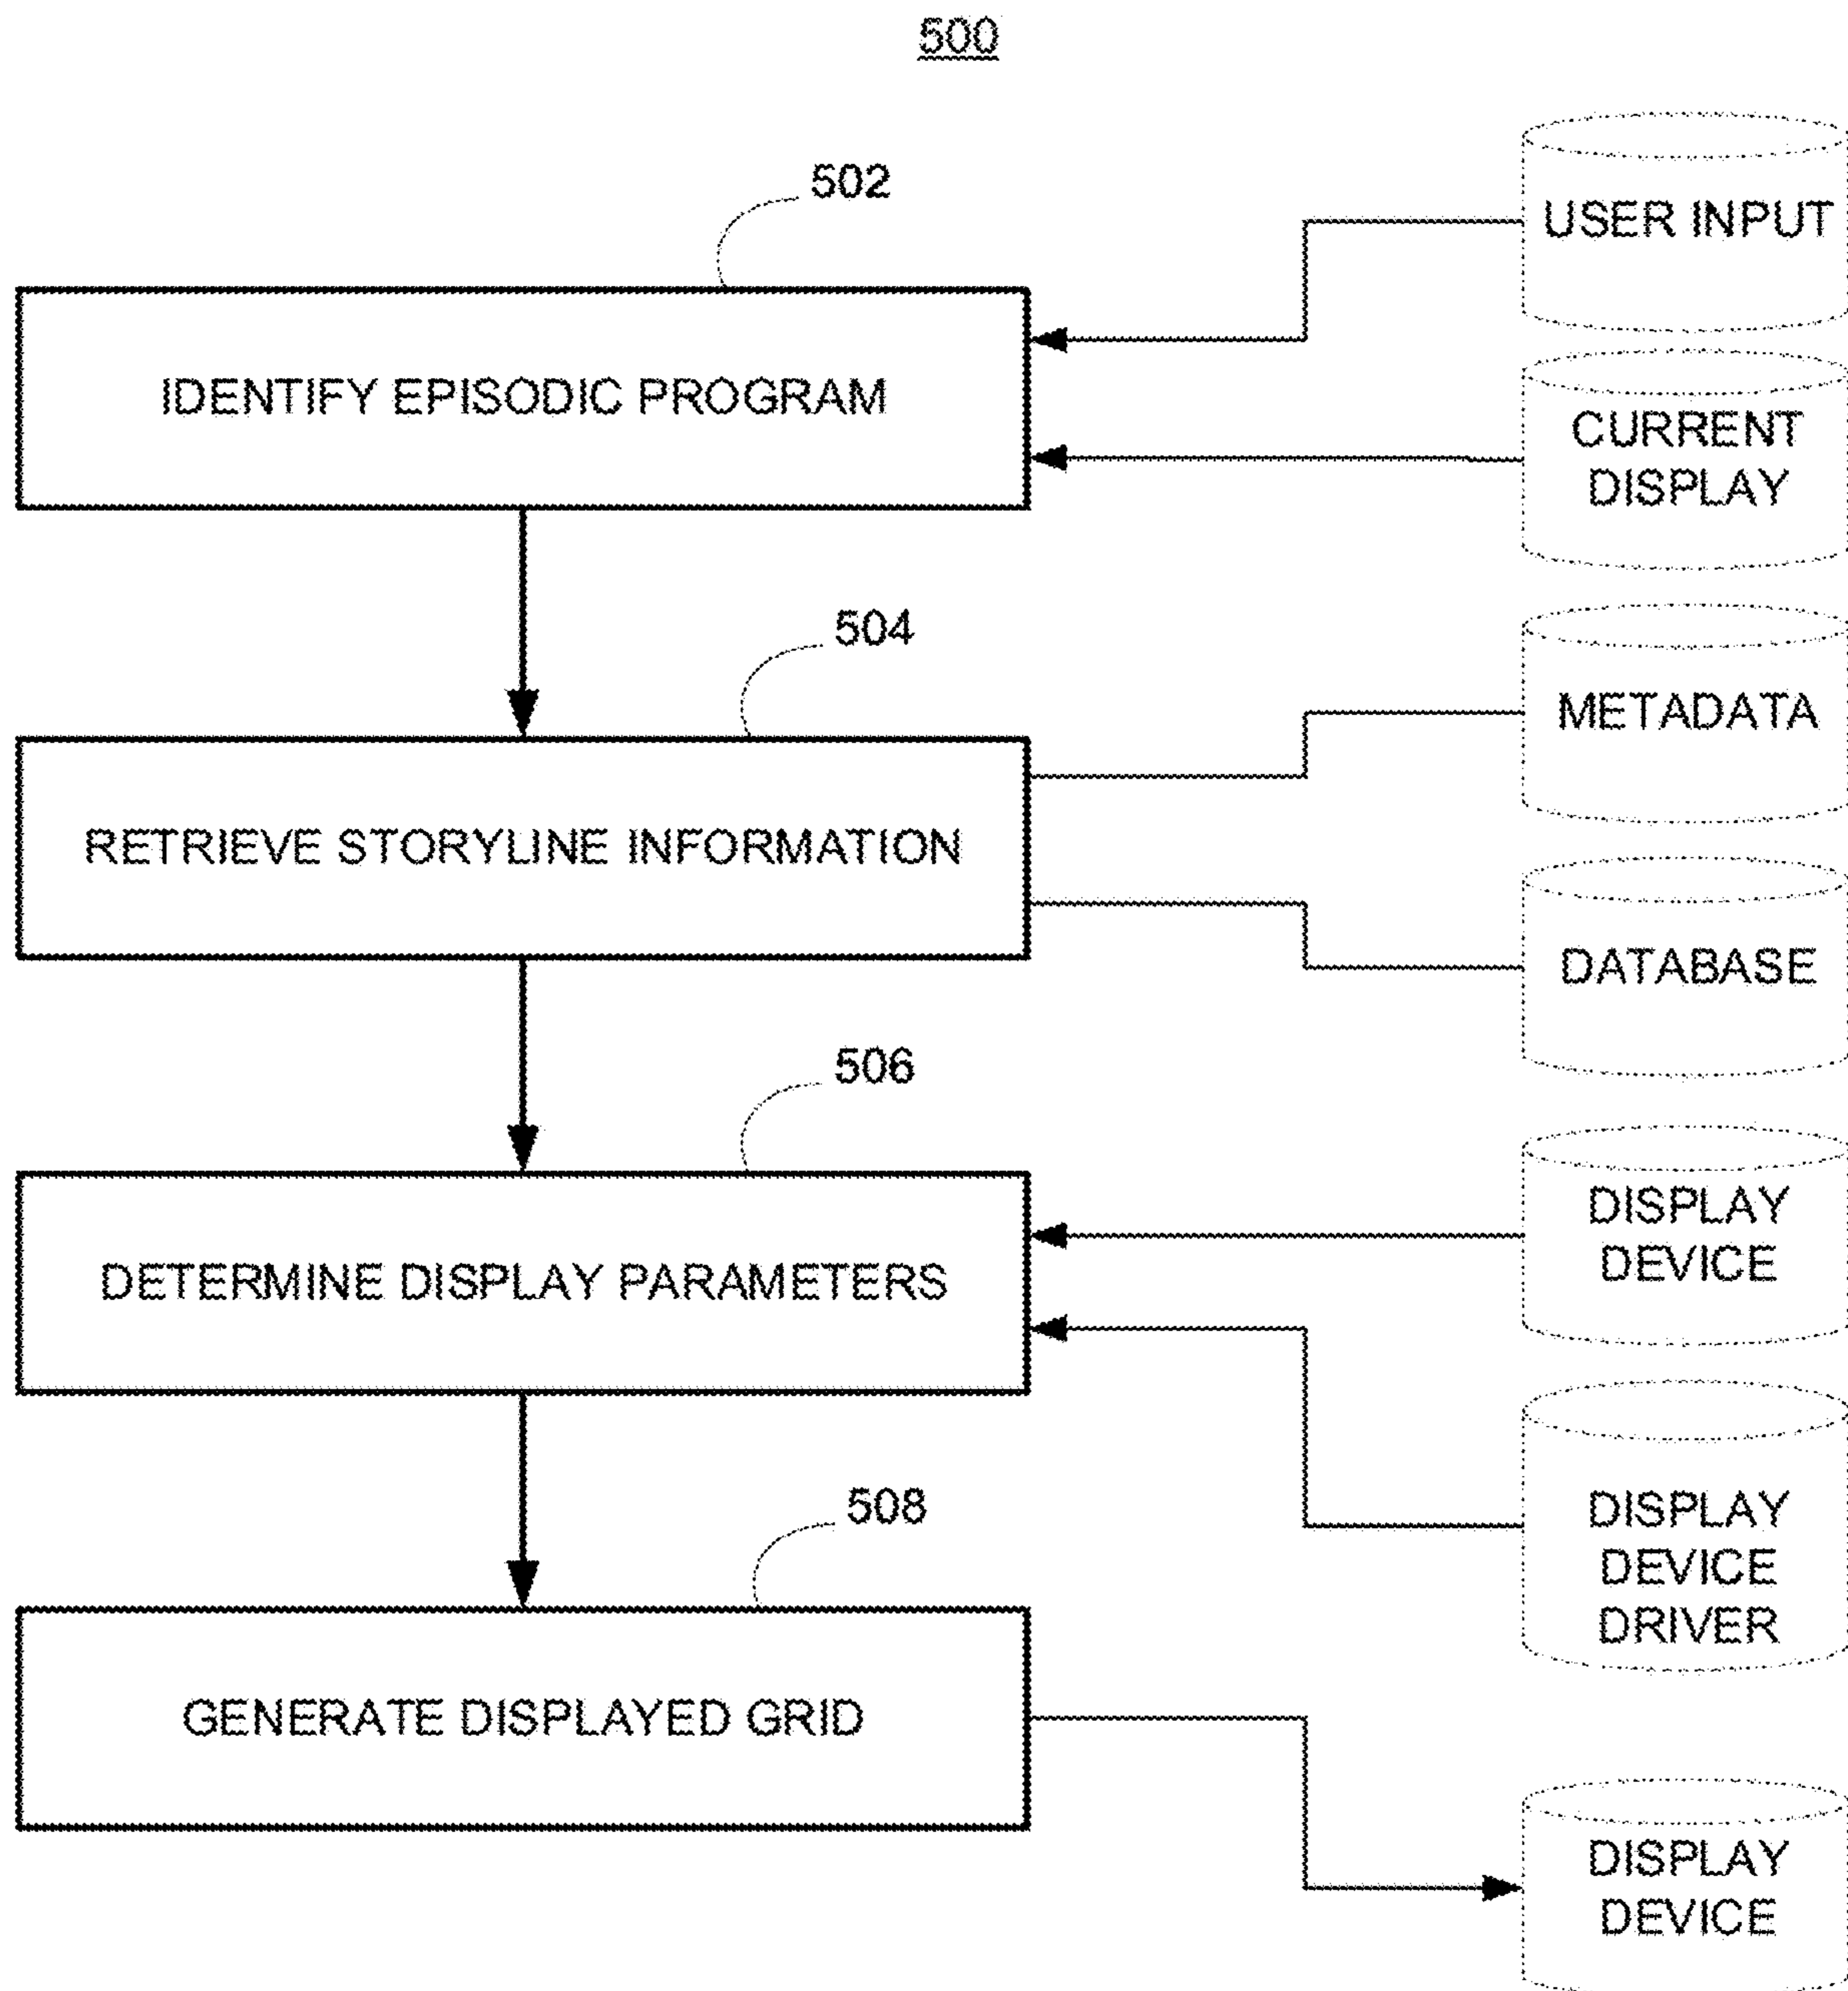 500
502
USER INPUT
IDENTIFY EPISODIC PROGRAM
CURRENT
DISPLAY
504
METADATA
RETRIEVE STORYLINE INFORMATION
DATABASE
506
DISPLAY
DEVICE
DETERMINE DISPLAY PARAMETERS
508
DISPLAY
DEVICE
DRIVER
GENERATE DISPLAYED GRID
DISPLAY
DEVICE